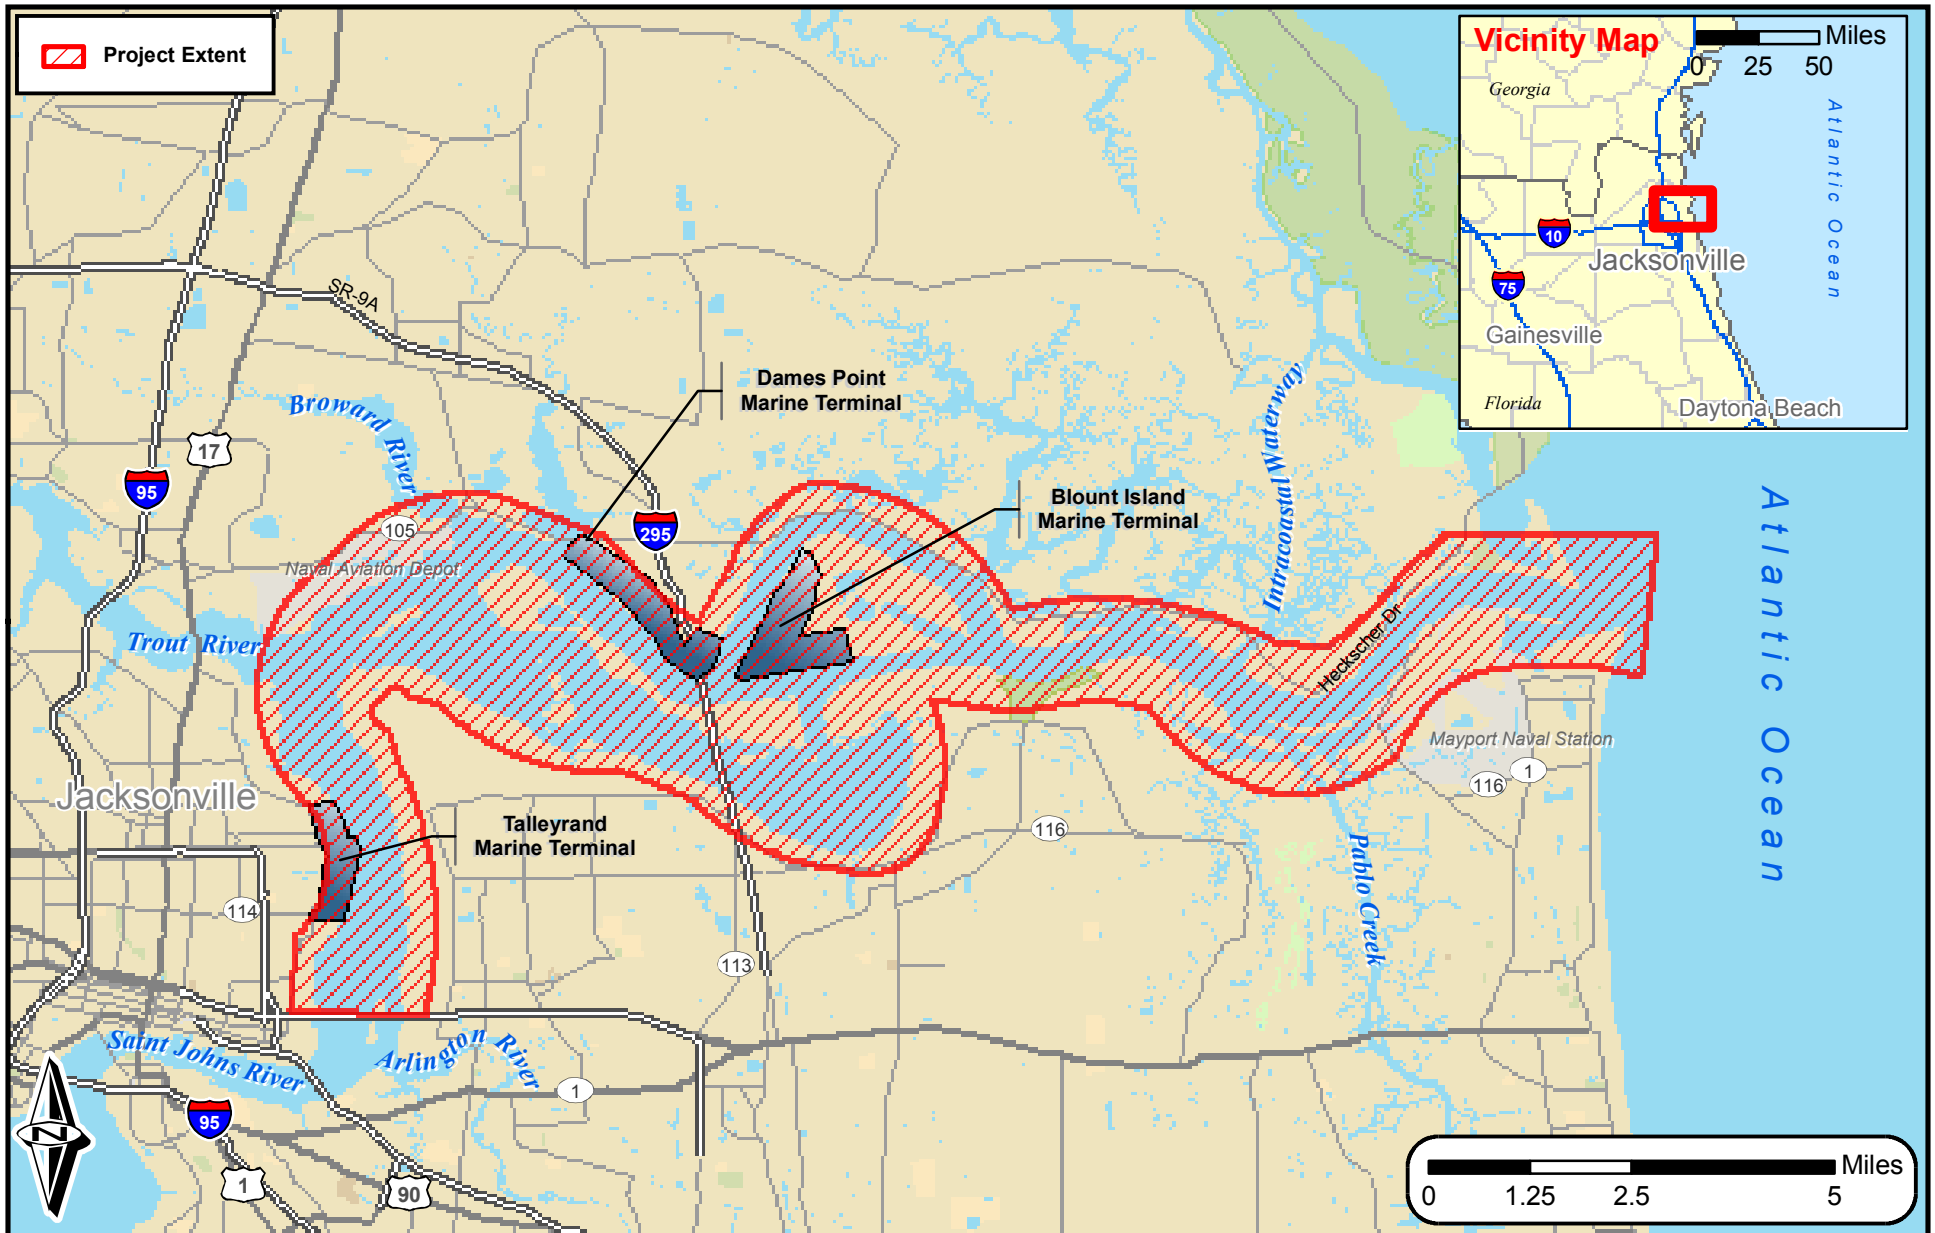 Project Extent
Vicinity Map
Miles
0 25 50
Georgia
Atlantic Ocean
10
Jacksonville
75
Gainesville
Florida
Daytona Beach
SR-9A
Dames Point
Marine Terminal
Broward River
Intracoastal Waterway
17
95
Blount Island
Marine Terminal
Atlantic Ocean
105
295
Naval Aviation Depot
Trout River
Heckscher Dr
Mayport Naval Station
116
1
Jacksonville
Talleyrand
Marine Terminal
116
Pablo Creek
114
113
Saint Johns River
Arlington River
1
95
N
1
90
Miles
0 1.25 2.5 5